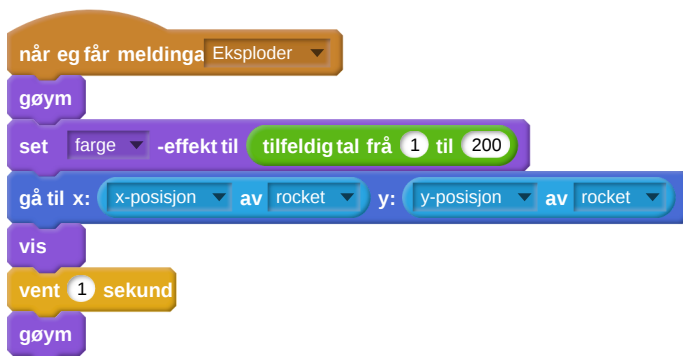 når eg får meldinga Eksploder
gøym
set farge -effekt til tilfeldig tal frå 1 til 200
gå til x: x-posisjon av rocket y: y-posisjon av rocket
vis
vent 1 sekund
gøym